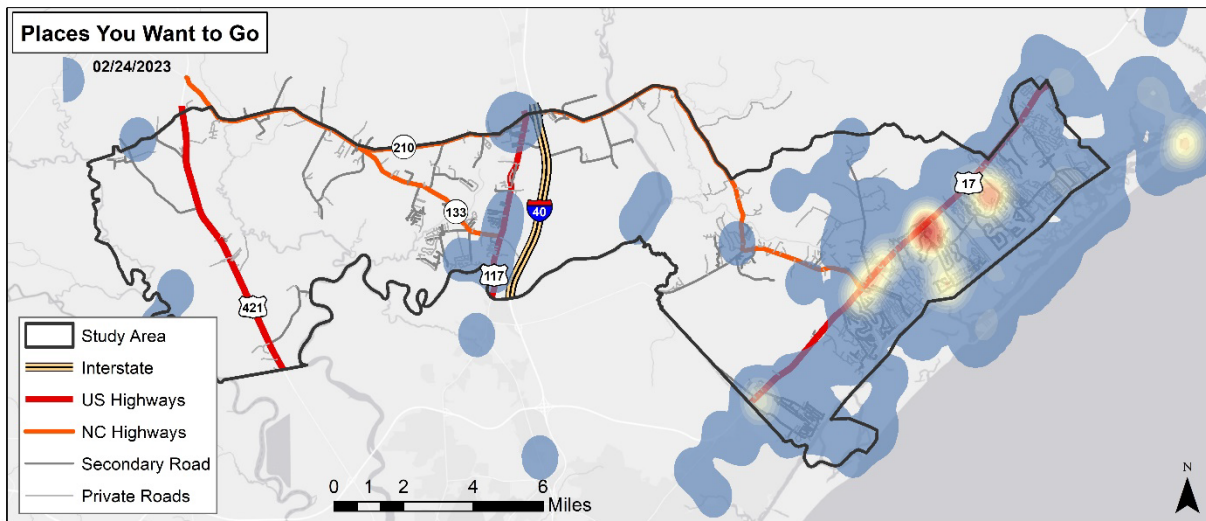 Places You Want to Go
02/24/2023
210
133
40
117
421
17
Study Area
Interstate
US Highways
NC Highways
Secondary Road
Private Roads
0 1 2 4 6
Miles
N